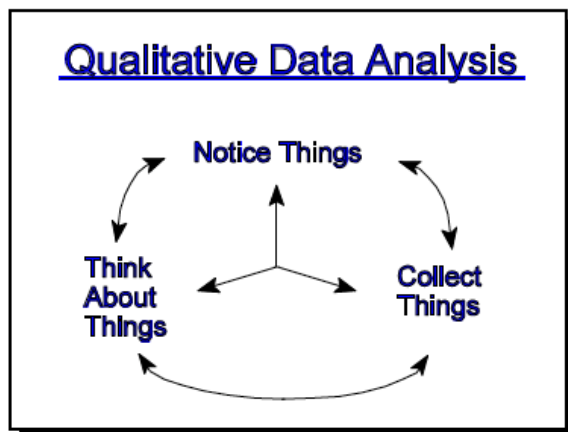 Qualitative Data Analysis
Notice Things
Think
About
Things
Collect
Things